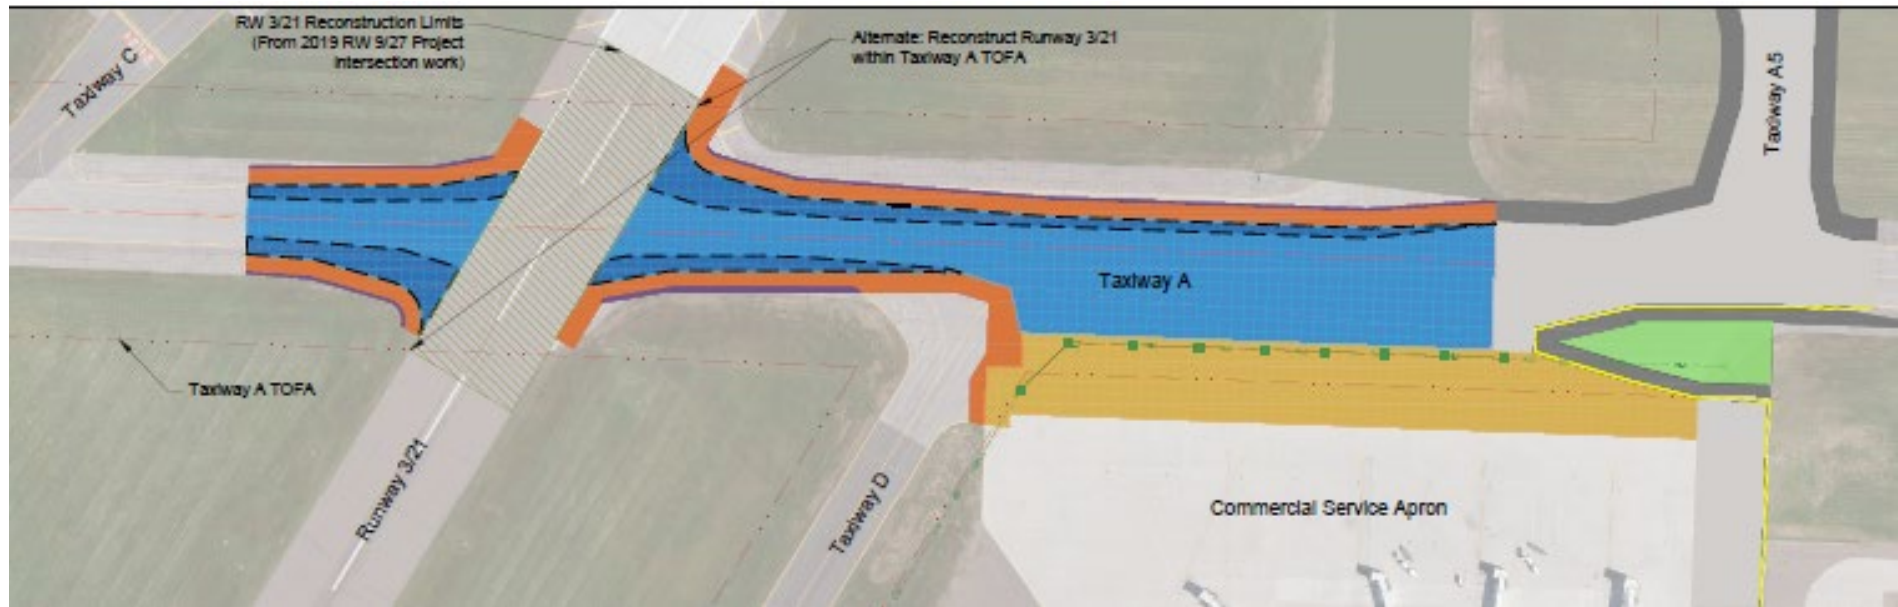 RW 3/21 Reconstruction Limits
(From 2019 RW 9/27 Project
Intersection work)
Alternate: Reconstruct Runway 3/21
within Taxiway A TOFA
Taxiway C
Taxiway A5
Taxiway A
Taxiway A TOFA
Runway 3/21
Taxiway D
Commercial Service Apron